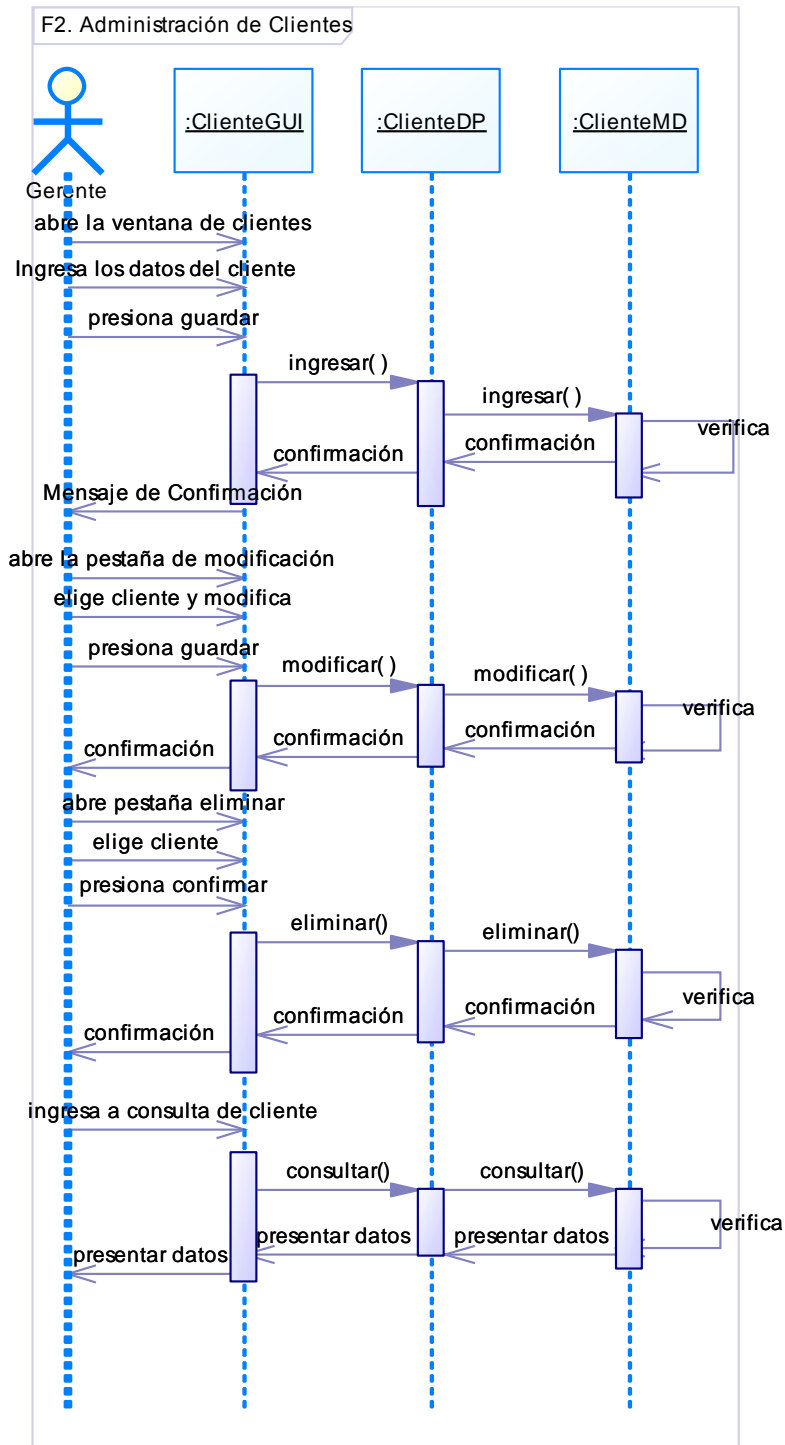 F2. Administración de Clientes
:ClienteGUI
:ClienteDP
:ClienteMD
Gerente
abre la ventana de clientes
Ingresa los datos del cliente
presiona guardar
ingresar( )
ingresar( )
verifica
confirmación
confirmación
Mensaje de Confirmación
abre la pestaña de modificación
elige cliente y modifica
presiona guardar
modificar( )
modificar( )
verifica
confirmación
confirmación
confirmación
abre pestaña eliminar
elige cliente
presiona confirmar
eliminar()
eliminar()
verifica
confirmación
confirmación
confirmación
ingresa a consulta de cliente
consultar()
consultar()
verifica
presentar datos
presentar datos
presentar datos